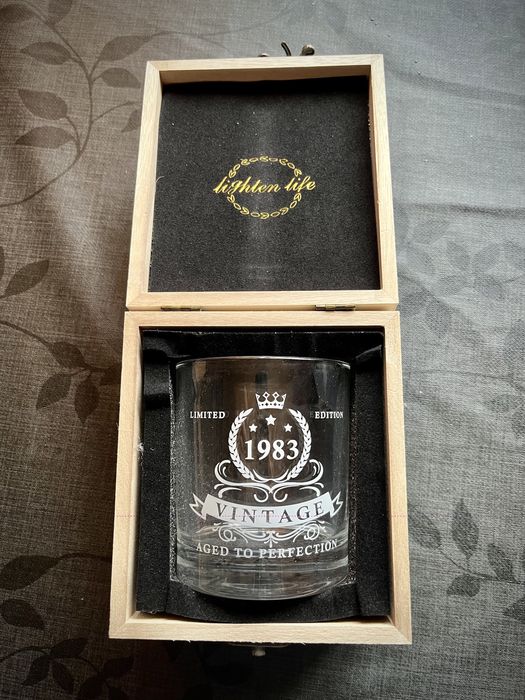 lighten life
LIMITED EDITION
1983
VINTAGE
AGED TO PERFECTION